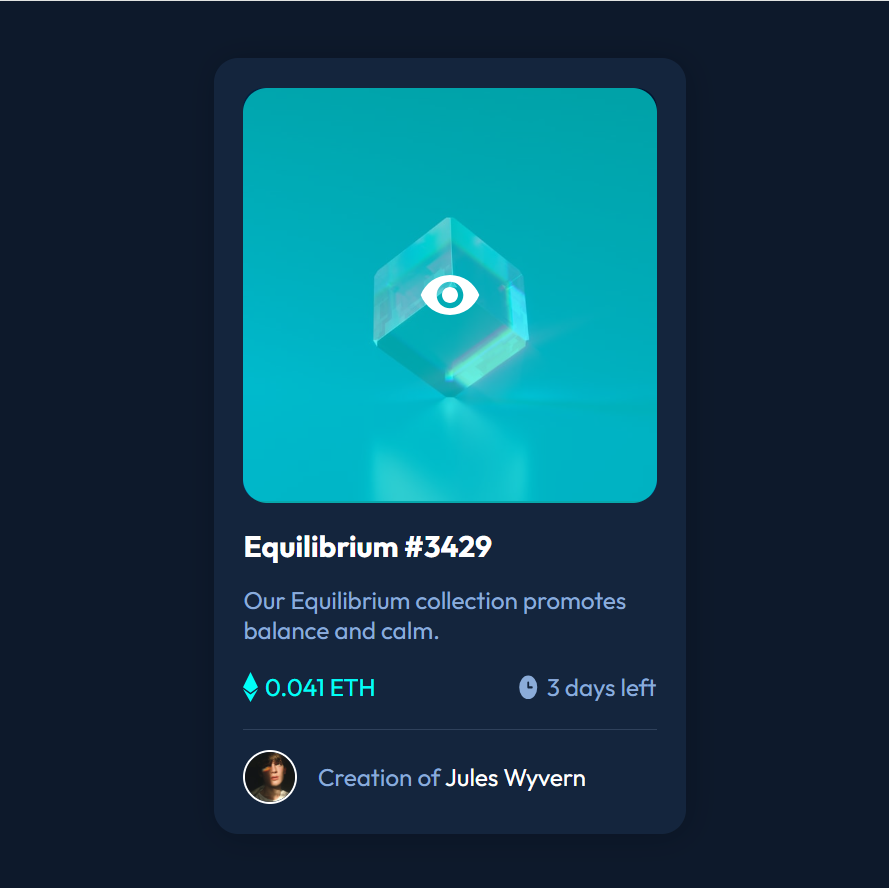 Equilibrium #3429
Our Equilibrium collection promotes
balance and calm.
0.041 ETH
3 days left
Creation of Jules Wyvern